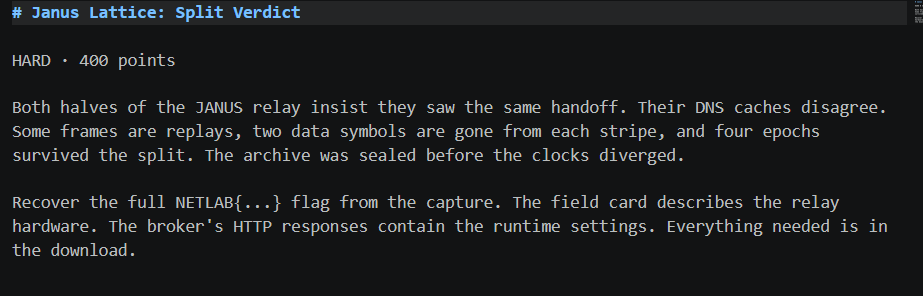 # Janus Lattice: Split Verdict
HARD · 400 points
Both halves of the JANUS relay insist they saw the same handoff. Their DNS caches disagree.
Some frames are replays, two data symbols are gone from each stripe, and four epochs
survived the split. The archive was sealed before the clocks diverged.
Recover the full NETLAB{...} flag from the capture. The field card describes the relay
hardware. The broker's HTTP responses contain the runtime settings. Everything needed is in
the download.